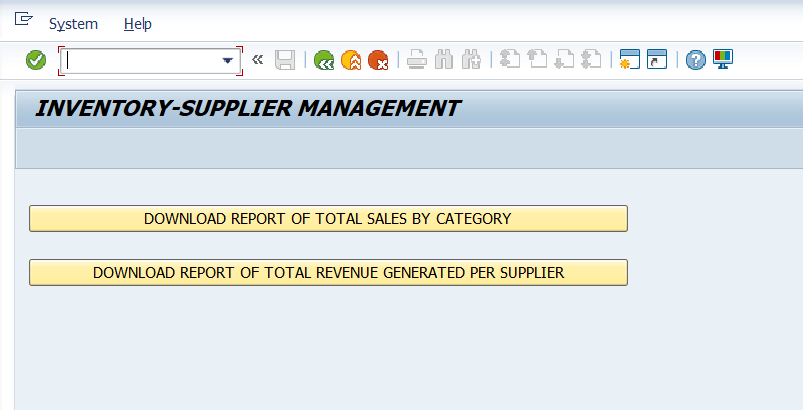 System Help
INVENTORY-SUPPLIER MANAGEMENT
DOWNLOAD REPORT OF TOTAL SALES BY CATEGORY
DOWNLOAD REPORT OF TOTAL REVENUE GENERATED PER SUPPLIER